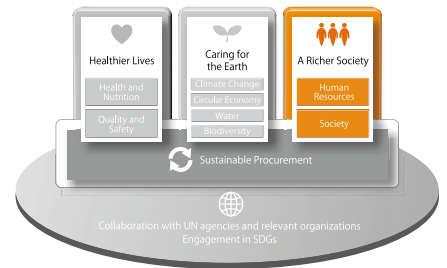 Healthier Lives
Health and
Nutrition
Quality and
Safety
Caring for
the Earth
Climate Change
Circular Economy
Water
Biodiversity
A Richer Society
Human
Resources
Society
Sustainable Procurement
Collaboration with UN agencies and relevant organizations
Engagement in SDGs